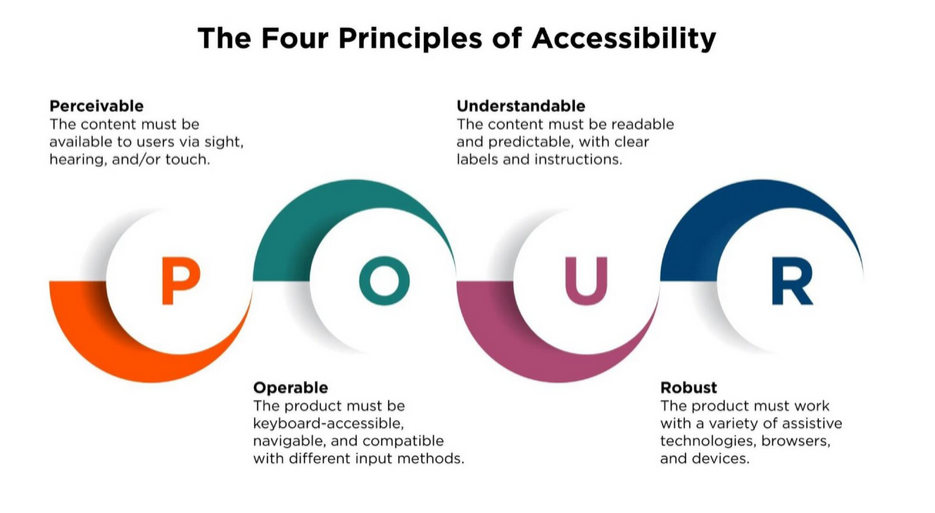 The Four Principles of Accessibility
Perceivable
The content must be
available to users via sight,
hearing, and/or touch.
Understandable
The content must be readable
and predictable, with clear
labels and instructions.
P
O
U
R
Operable
The product must be
keyboard-accessible,
navigable, and compatible
with different input methods.
Robust
The product must work
with a variety of assistive
technologies, browsers,
and devices.